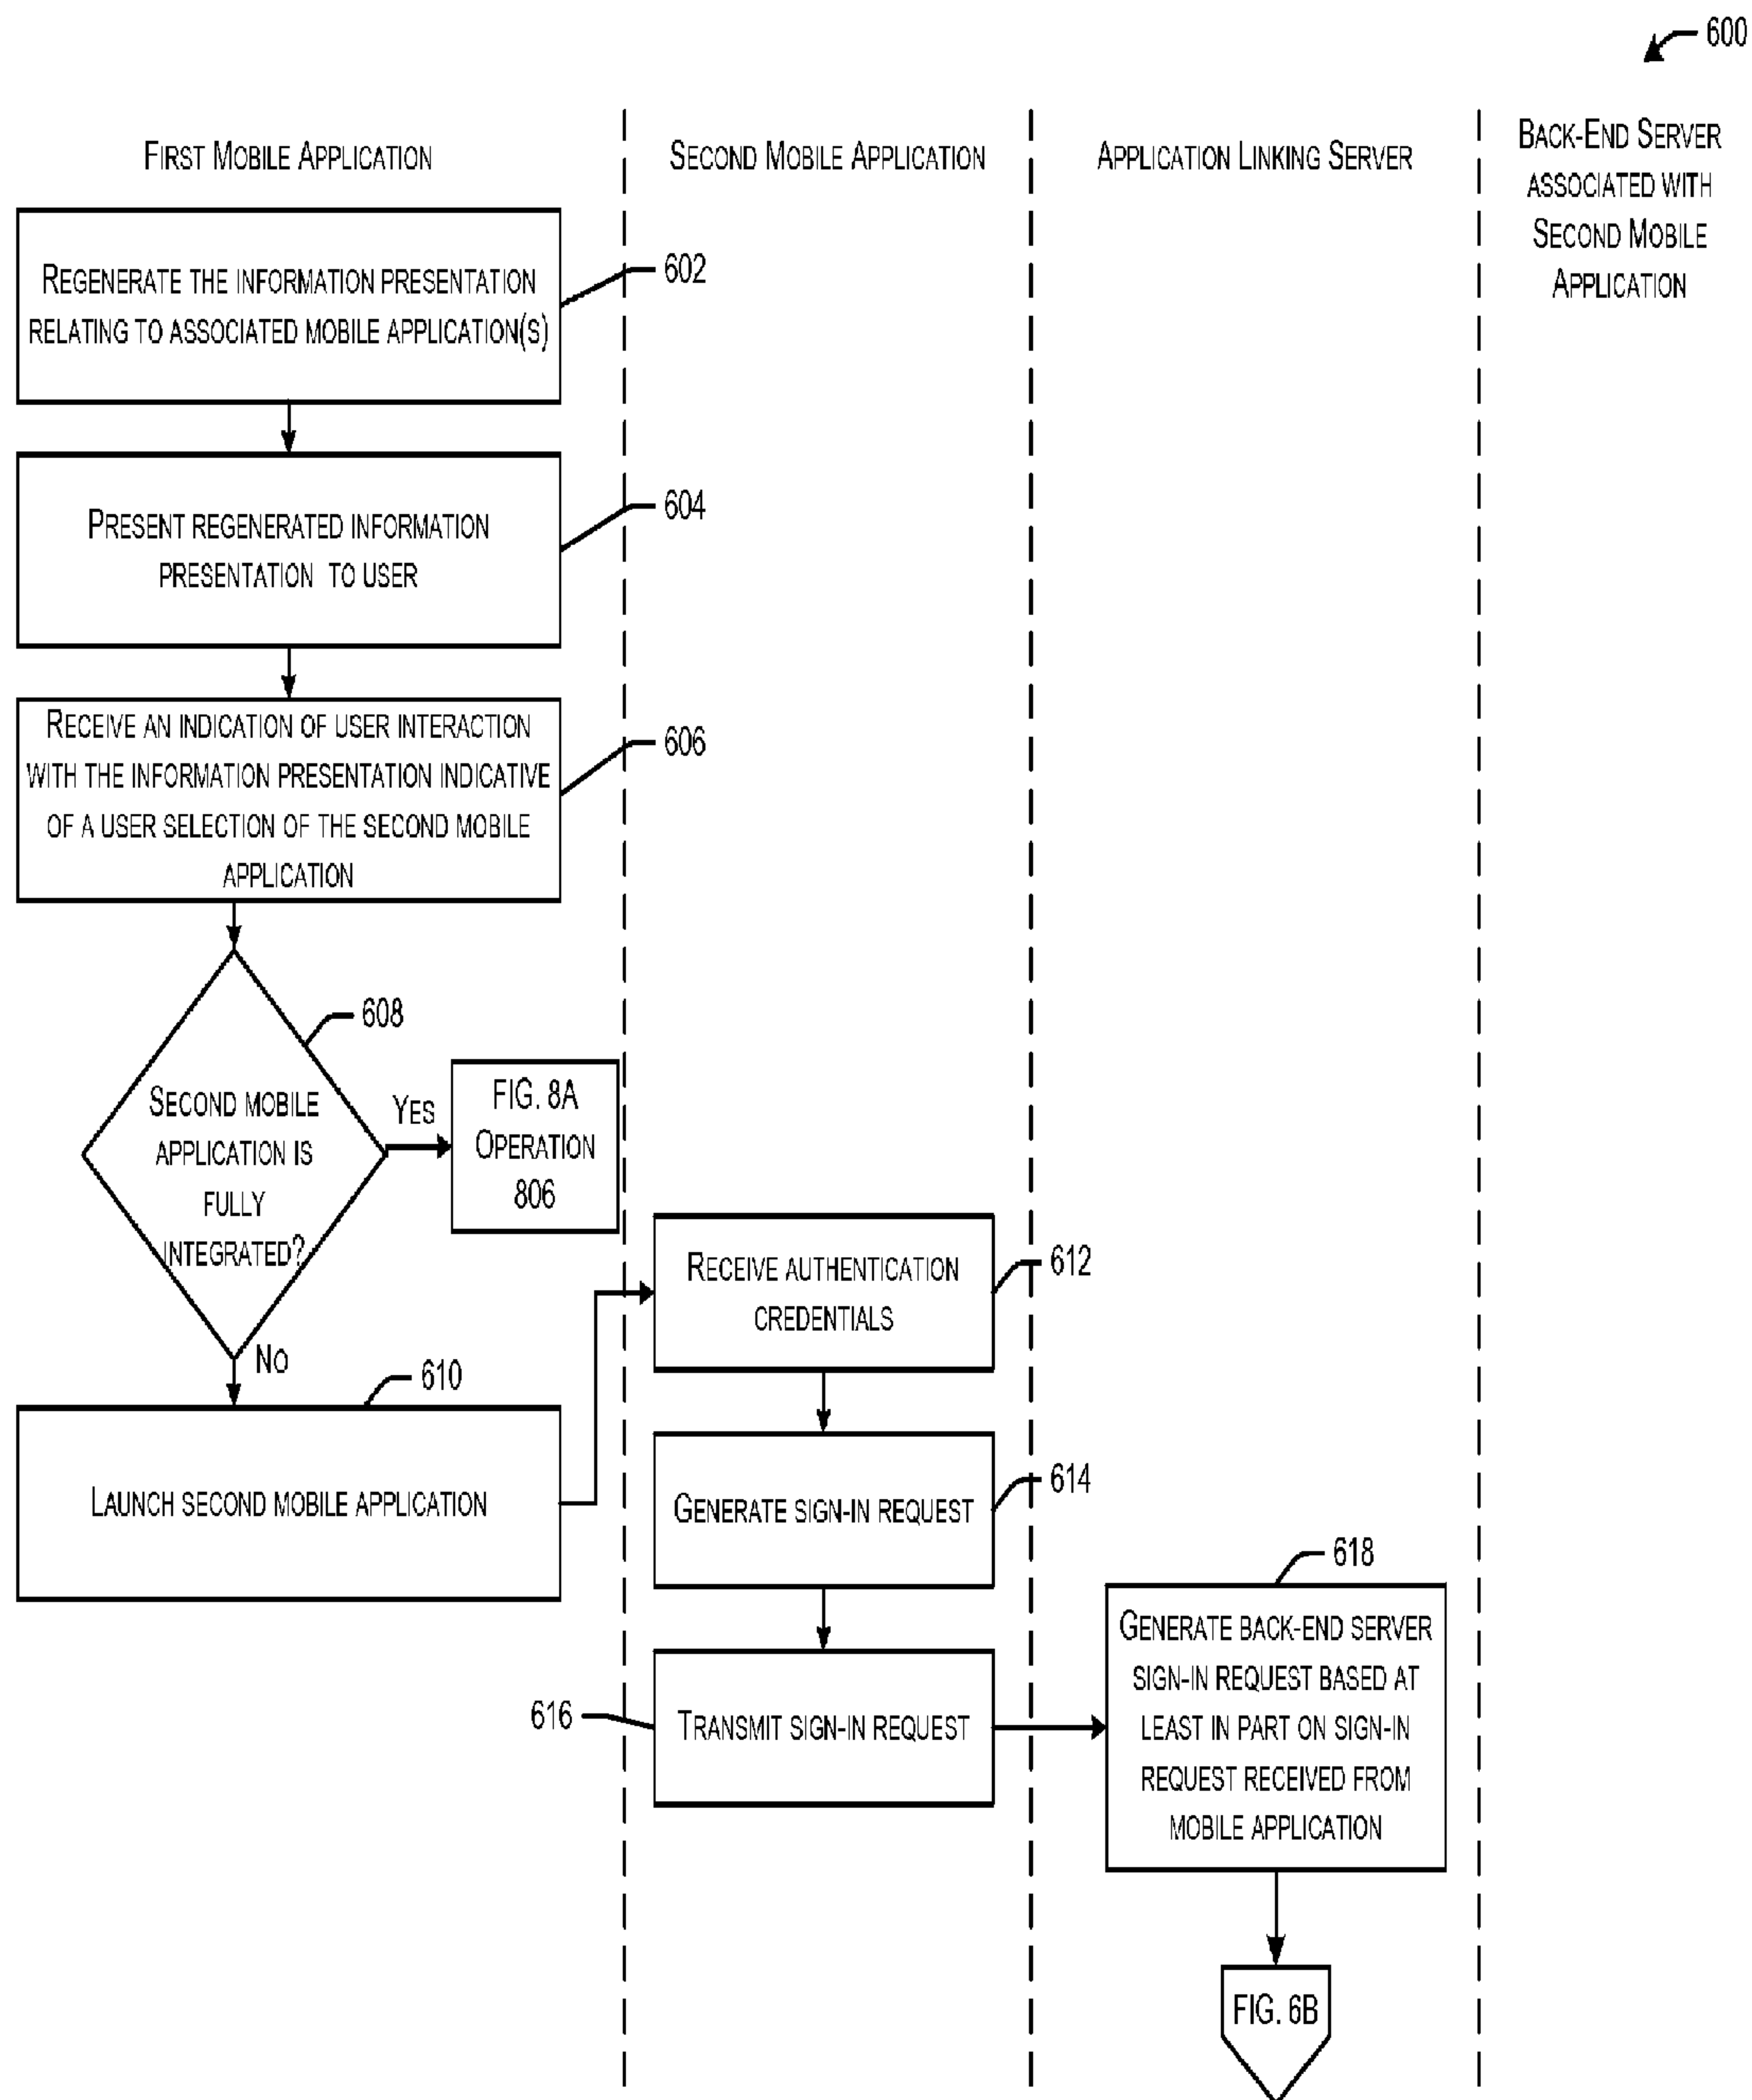 600
First Mobile Application
Second Mobile Application
Application Linking Server
Back-End Server
associated with
Second Mobile
Application
Regenerate the information presentation
relating to associated mobile application(s)
602
Present regenerated information
presentation to user
604
Receive an indication of user interaction
with the information presentation indicative
of a user selection of the second mobile
application
606
608
Second mobile
application is
fully
integrated?
Yes
FIG. 8A
Operation
806
No
610
Launch second mobile application
Receive authentication
credentials
612
Generate sign-in request
614
616
Transmit sign-in request
618
Generate back-end server
sign-in request based at
least in part on sign-in
request received from
mobile application
FIG. 6B